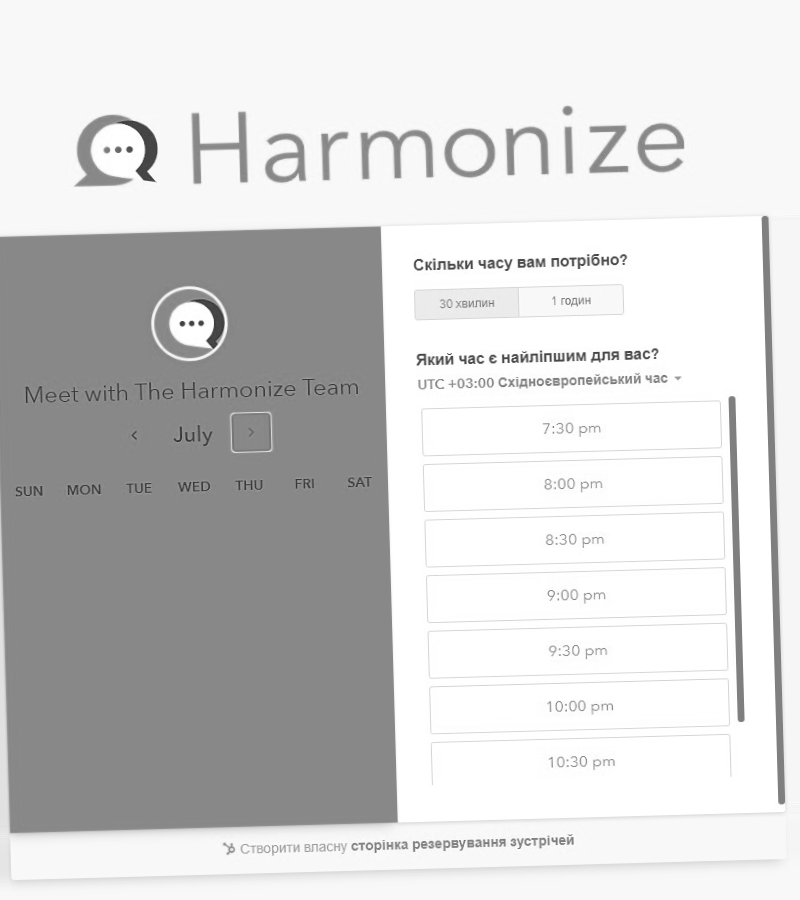 Harmonize
Meet with The Harmonize Team
July
SUN MON TUE WED THU FRI SAT
Скільки часу вам потрібно?
30 хвилин 1 годин
Який час є найліпшим для вас?
UTC +03:00 Східноєвропейський час
7:30 pm
8:00 pm
8:30 pm
9:00 pm
9:30 pm
10:00 pm
10:30 pm
Створити власну сторінка резервування зустрічей